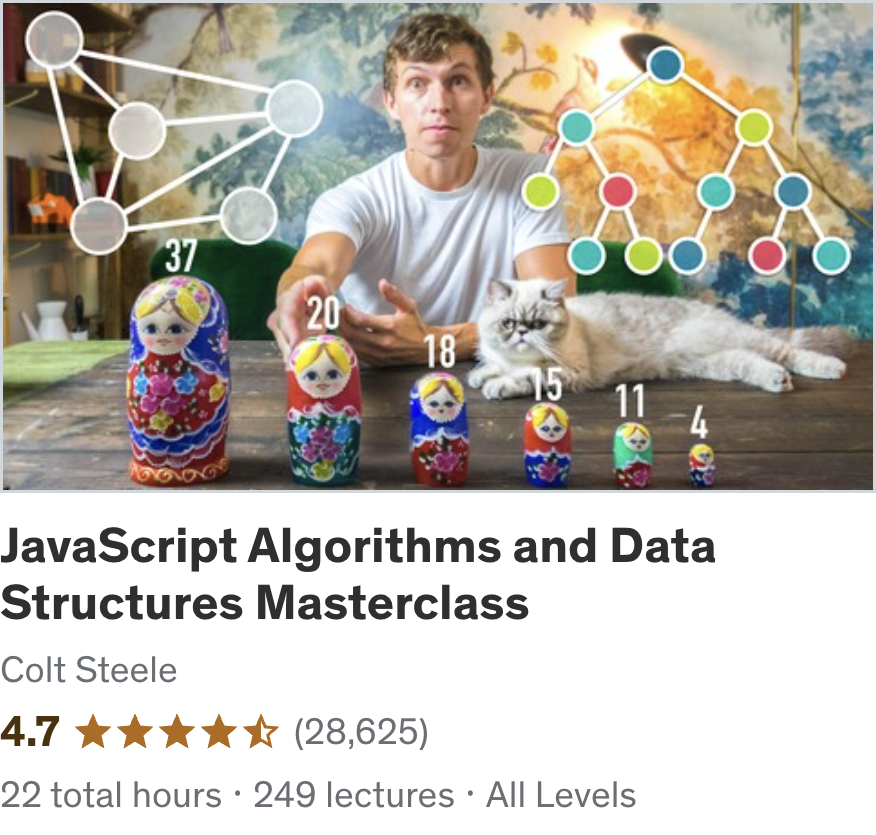 37
20
18
15
11
4
JavaScript Algorithms and Data
Structures Masterclass
Colt Steele
4.7 (28,625)
22 total hours · 249 lectures · All Levels